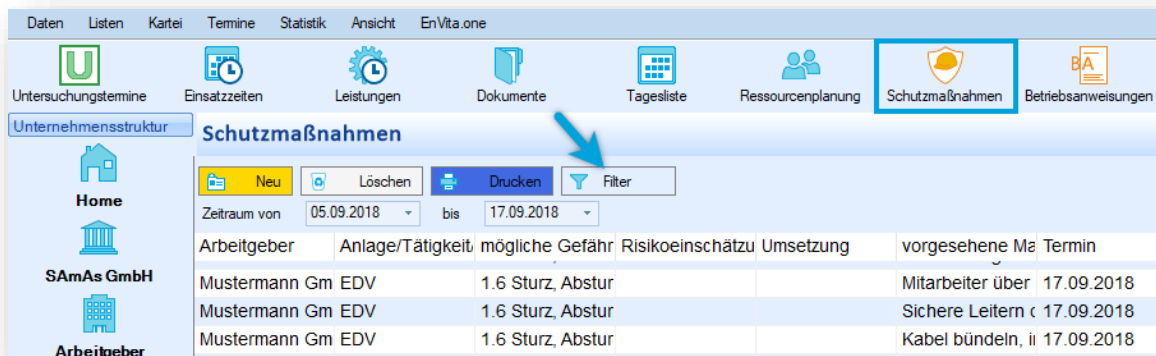 Daten Listen Kartei Termine Statistik Ansicht EnVita.one
Untersuchungstermine Einsatzzeiten Leistungen Dokumente Tagesliste Ressourcenplanung Schutzmaßnahmen Betriebsanweisungen
Unternehmensstruktur
Home
SAmAs GmbH
Arbeitgeber
Schutzmaßnahmen
Neu Löschen Drucken Filter
Zeitraum von 05.09.2018 bis 17.09.2018
Arbeitgeber Anlage/Tätigkeit/ mögliche Gefähr Risikoeinschätzu Umsetzung vorgesehene Ma Termin
Mustermann Gm EDV 1.6 Sturz, Abstur Mitarbeiter über 17.09.2018
Mustermann Gm EDV 1.6 Sturz, Abstur Sichere Leitern 17.09.2018
Mustermann Gm EDV 1.6 Sturz, Abstur Kabel bündeln, 17.09.2018